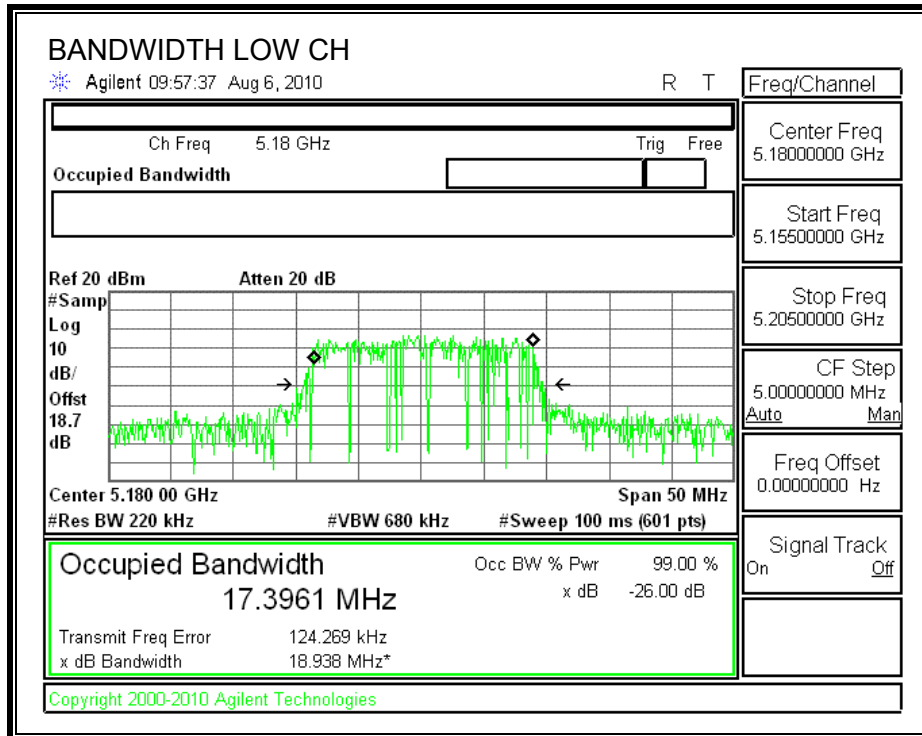 BANDWIDTH LOW CH
Agilent 09:57:37 Aug 6, 2010 R T
Freq/Channel
Ch Freq 5.18 GHz Trig Free
Occupied Bandwidth
Center Freq
5.18000000 GHz
Start Freq
5.15500000 GHz
Stop Freq
5.20500000 GHz
CF Step
5.00000000 MHz
Auto Man
Freq Offset
0.00000000 Hz
Signal Track
On Off
Ref 20 dBm Atten 20 dB
#Samp
Log
10
dB/
Offst
18.7
dB
Center 5.180 00 GHz Span 50 MHz
#Res BW 220 kHz #VBW 680 kHz #Sweep 100 ms (601 pts)
Occupied Bandwidth
17.3961 MHz
Occ BW % Pwr 99.00 %
x dB -26.00 dB
Transmit Freq Error 124.269 kHz
x dB Bandwidth 18.938 MHz*
Copyright 2000-2010 Agilent Technologies